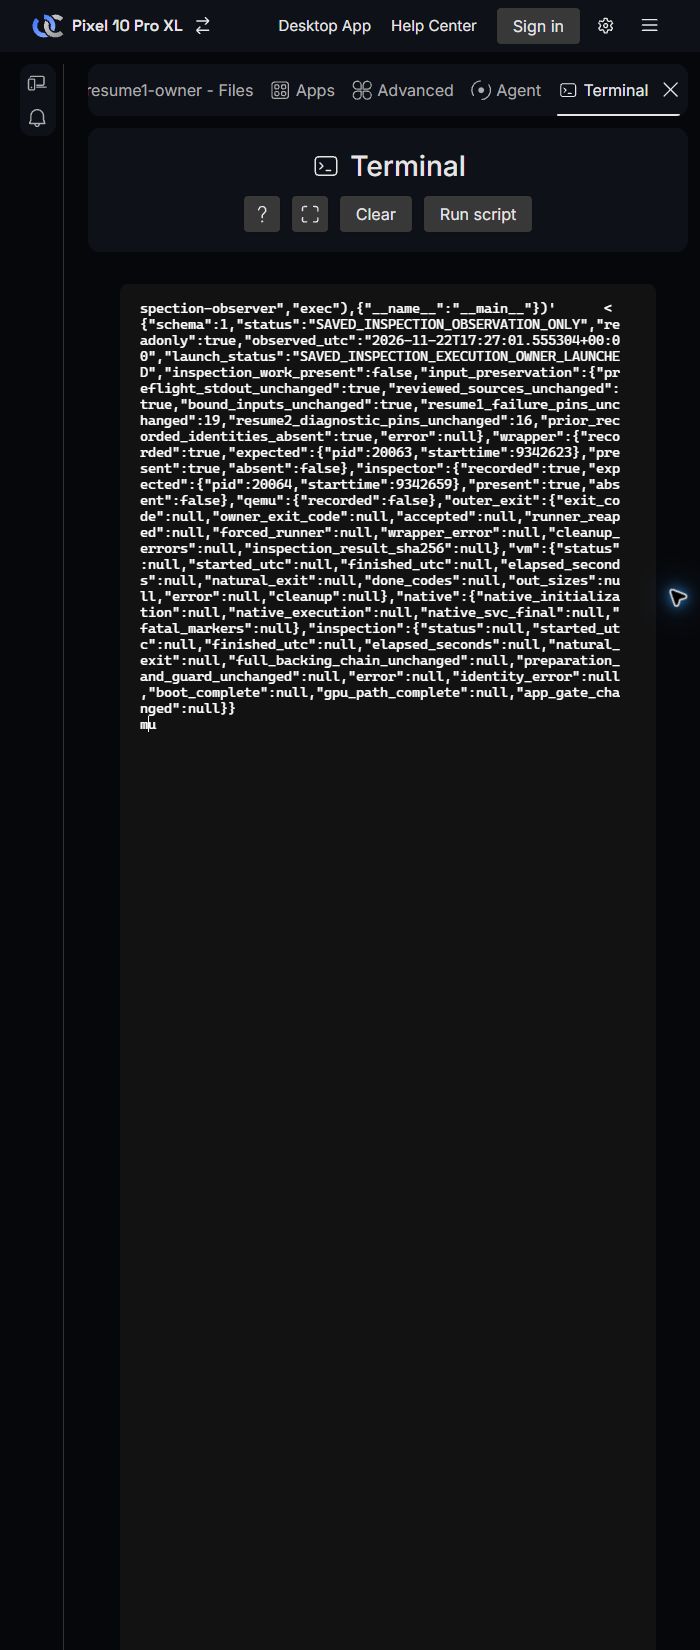 Pixel 10 Pro XL
Desktop App
Help Center
Sign in
resume1-owner - Files
Apps
Advanced
Agent
Terminal
Terminal
?
Clear
Run script
spection-observer","exec"),{"__name__":"__main__"})'      <
{"schema":1,"status":"SAVED_INSPECTION_OBSERVATION_ONLY","re
adonly":true,"observed_utc":"2026-11-22T17:27:01.555304+00:0
0","launch_status":"SAVED_INSPECTION_EXECUTION_OWNER_LAUNCHE
D","inspection_work_present":false,"input_preservation":{"pr
eflight_stdout_unchanged":true,"reviewed_sources_unchanged":
true,"bound_inputs_unchanged":true,"resume1_failure_pins_unc
hanged":19,"resume2_diagnostic_pins_unchanged":16,"prior_rec
orded_identities_absent":true,"error":null},"wrapper":{"reco
rded":true,"expected":{"pid":20063,"starttime":9342623},"pre
sent":true,"absent":false},"inspector":{"recorded":true,"exp
ected":{"pid":20064,"starttime":9342659},"present":true,"abs
ent":false},"qemu":{"recorded":false},"outer_exit":{"exit_co
de":null,"owner_exit_code":null,"accepted":null,"runner_reap
ed":null,"forced_runner":null,"wrapper_error":null,"cleanup_
errors":null,"inspection_result_sha256":null},"vm":{"status"
:null,"started_utc":null,"finished_utc":null,"elapsed_second
s":null,"natural_exit":null,"done_codes":null,"out_sizes":nu
ll,"error":null,"cleanup":null},"native":{"native_initializa
tion":null,"native_execution":null,"native_svc_final":null,"
fatal_markers":null},"inspection":{"status":null,"started_ut
c":null,"finished_utc":null,"elapsed_seconds":null,"natural_
exit":null,"full_backing_chain_unchanged":null,"preparation_
and_guard_unchanged":null,"error":null,"identity_error":null
,"boot_complete":null,"gpu_path_complete":null,"app_gate_cha
nged":null}}
mu